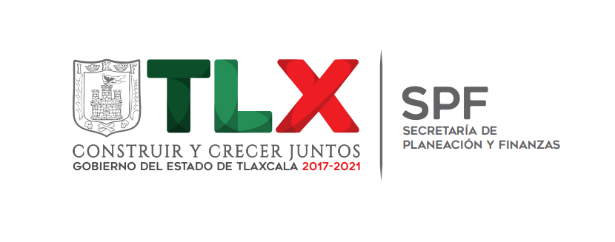 I X F
TLX
CONSTRUIR Y CRECER JUNTOS
GOBIERNO DEL ESTADO DE TLAXCALA 2017-2021
SPF
SECRETARÍA DE
PLANEACIÓN Y FINANZAS